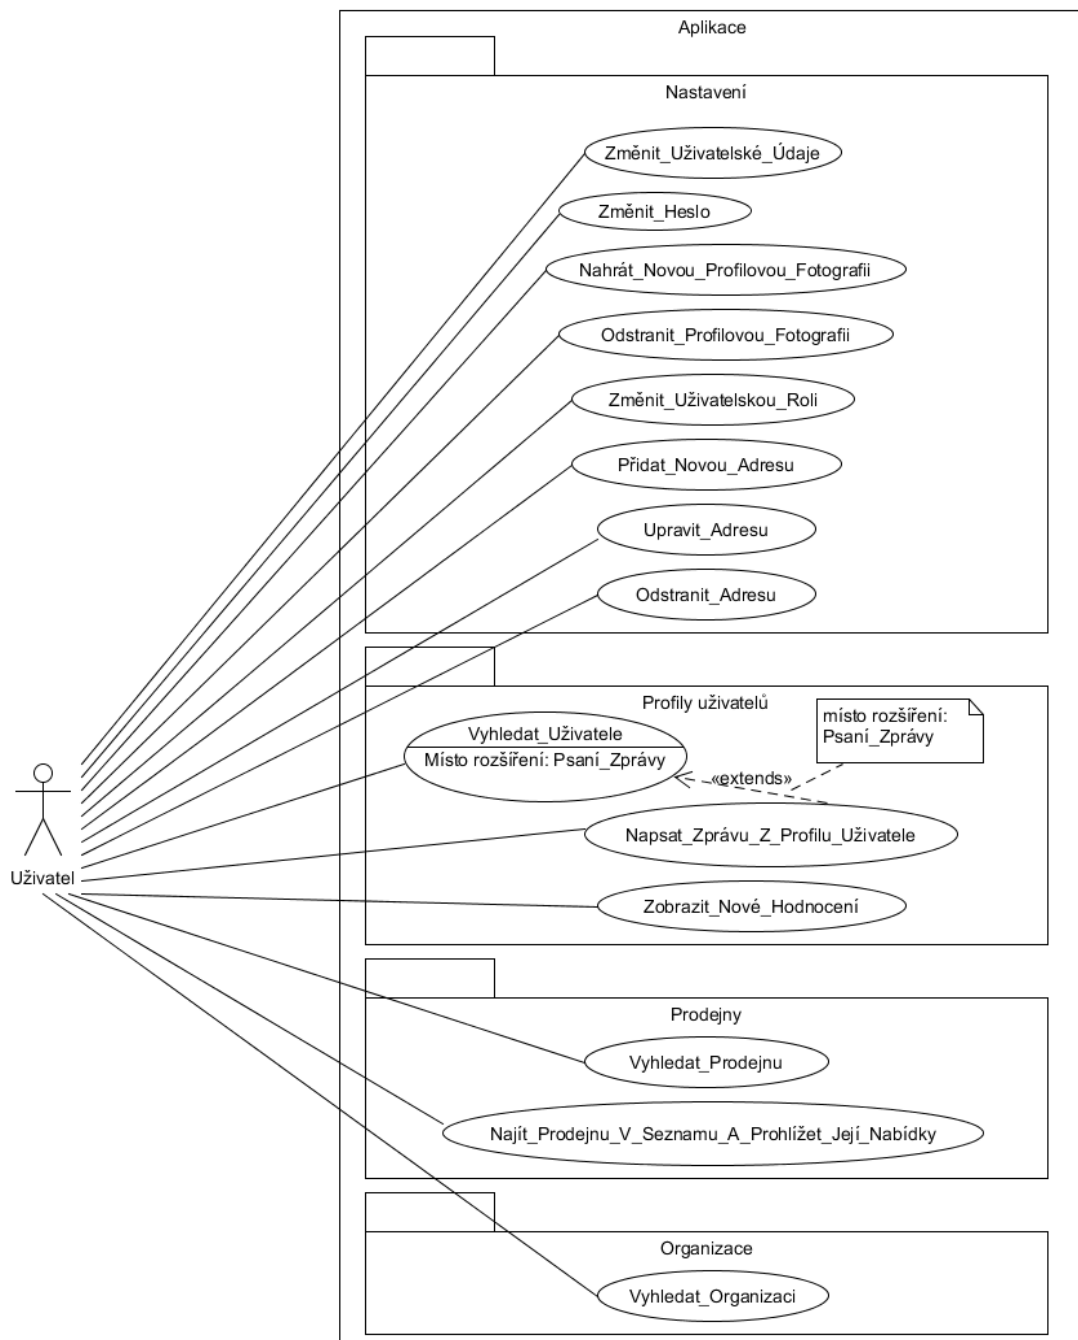 Aplikace
Nastavení
Změnit_Uživatelské_Údaje
Změnit_Heslo
Nahrát_Novou_Profilovou_Fotografii
Odstranit_Profilovou_Fotografii
Změnit_Uživatelskou_Roli
Přidat_Novou_Adresu
Upravit_Adresu
Odstranit_Adresu
Profily uživatelů
místo rozšíření:
Psaní_Zprávy
Vyhledat_Uživatele
Místo rozšíření: Psaní_Zprávy
«extends»
Napsat_Zprávu_Z_Profilu_Uživatele
Uživatel
Zobrazit_Nové_Hodnocení
Prodejny
Vyhledat_Prodejnu
Najít_Prodejnu_V_Seznamu_A_Prohlížet_Její_Nabídky
Organizace
Vyhledat_Organizaci